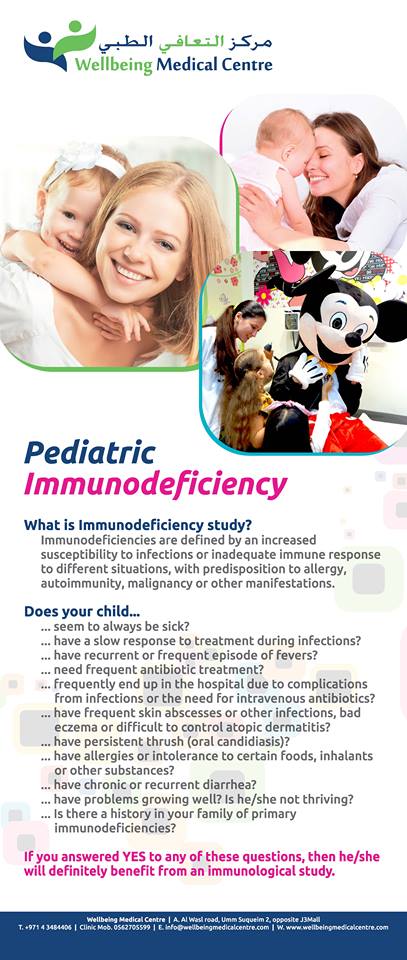 مركز التعافي الطبي
Wellbeing Medical Centre
Pediatric
Immunodeficiency
What is Immunodeficiency study?
Immunodeficiencies are defined by an increased
susceptibility to infections or inadequate immune response
to different situations, with predisposition to allergy,
autoimmunity, malignancy or other manifestations.
Does your child...
... seem to always be sick?
... have a slow response to treatment during infections?
... have recurrent or frequent episode of fevers?
... need frequent antibiotic treatment?
... frequently end up in the hospital due to complications
from infections or the need for intravenous antibiotics?
... have frequent skin abscesses or other infections, bad
eczema or difficult to control atopic dermatitis?
... have persistent thrush (oral candidiasis)?
... have allergies or intolerance to certain foods, inhalants
or other substances?
... have chronic or recurrent diarrhea?
... have problems growing well? Is he/she not thriving?
... Is there a history in your family of primary
immunodeficiencies?
If you answered YES to any of these questions, then he/she
will definitely benefit from an immunological study.
Wellbeing Medical Centre | A. Al Wasl road, Umm Suqueim 2, opposite J3Mall
T. +971 4 3484406 | Clinic Mob. 0562705599 | E. info@wellbeingmedicalcentre.com | W. www.wellbeingmedicalcentre.com